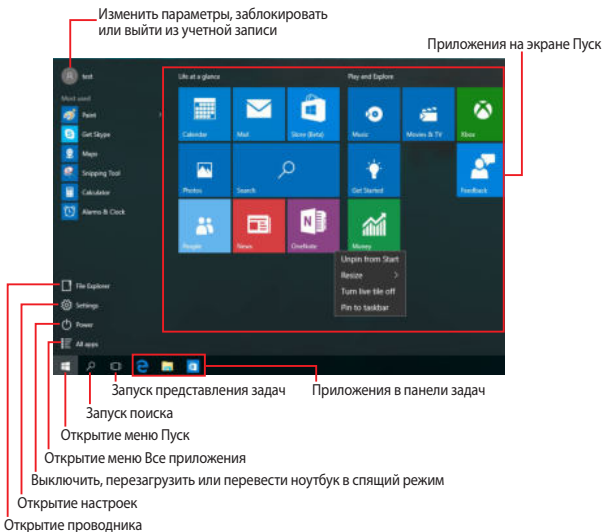 Изменить параметры, заблокировать
или выйти из учетной записи
Приложения на экране Пуск
test
Life at a glance
Play and Explore
Most used
Paint
Get Skype
Maps
Snipping Tool
Calculator
Alarms & Clock
Calendar
Mail
Store (Beta)
Music
Movies & TV
Xbox
Photos
Search
Get Started
Feedback
People
News
OneNote
Money
Unpin from Start
Resize
Turn live tile off
Pin to taskbar
File Explorer
Settings
Power
All apps
Запуск представления задач
Приложения в панели задач
Запуск поиска
Открытие меню Пуск
Открытие меню Все приложения
Выключить, перезагрузить или перевести ноутбук в спящий режим
Открытие настроек
Открытие проводника